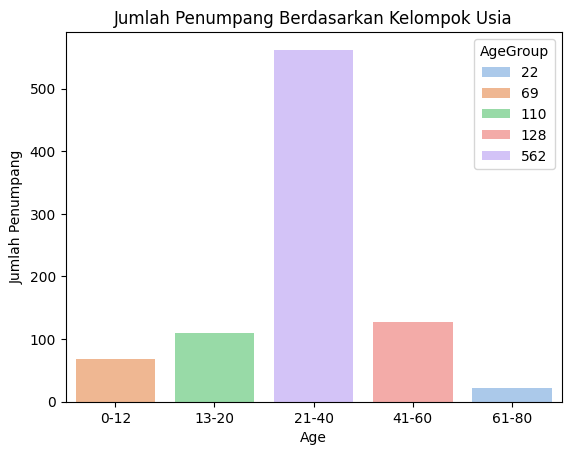 Jumlah Penumpang Berdasarkan Kelompok Usia
AgeGroup
22
69
110
128
562
Jumlah Penumpang
500
400
300
200
100
0
0-12 13-20 21-40 41-60 61-80
Age